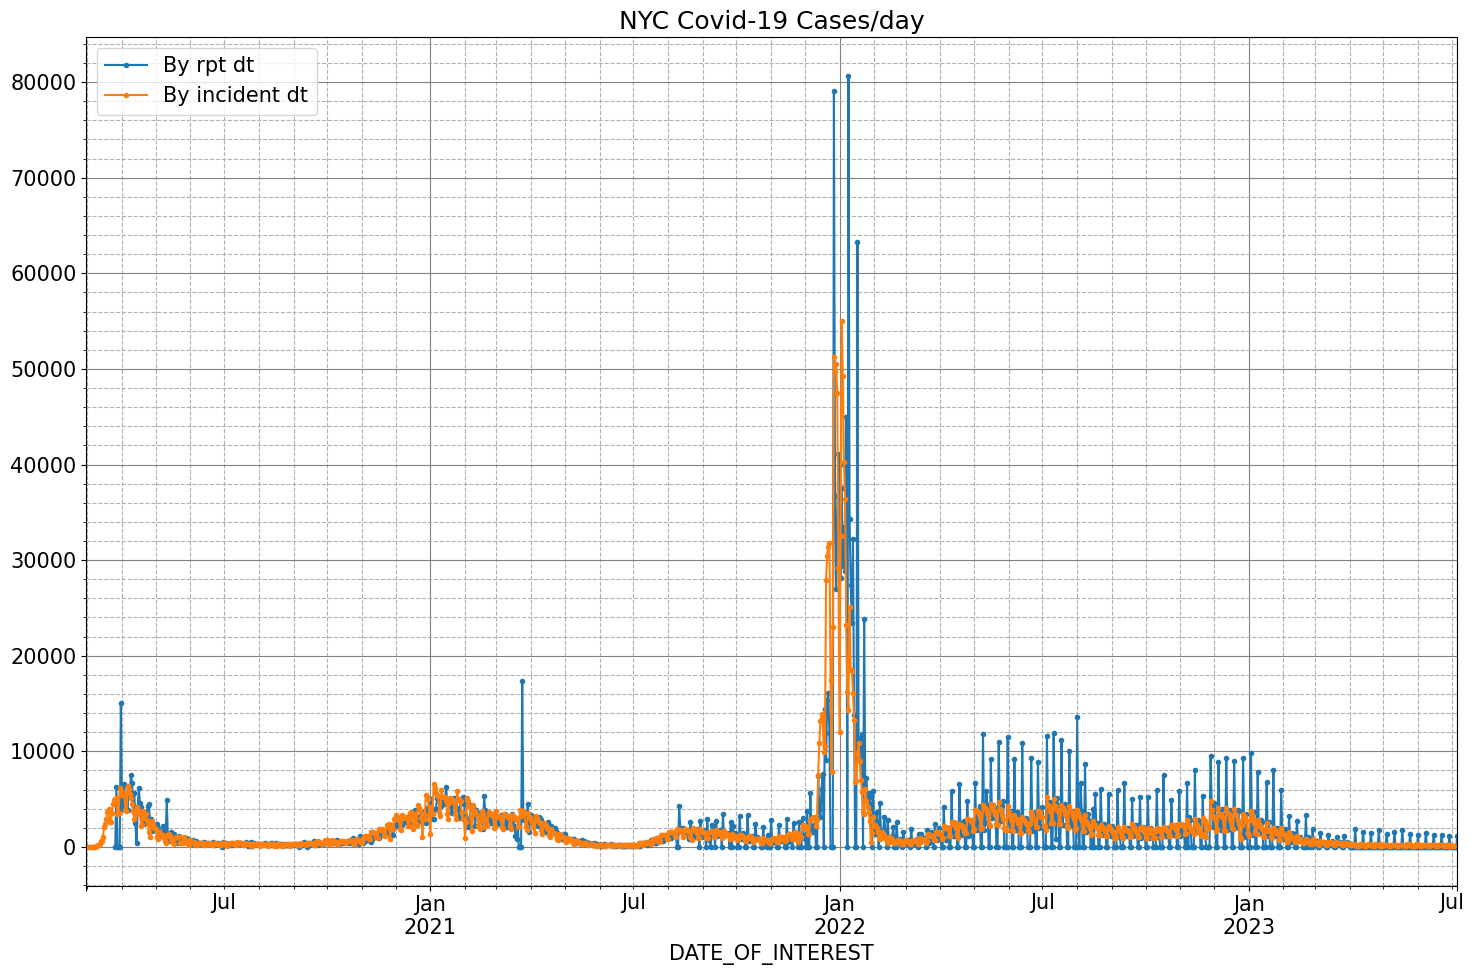 NYC Covid-19 Cases/day
By rpt dt
By incident dt
80000
70000
60000
50000
40000
30000
20000
10000
0
Jul
Jan
2021
Jul
Jan
2022
Jul
Jan
2023
Jul
DATE_OF_INTEREST